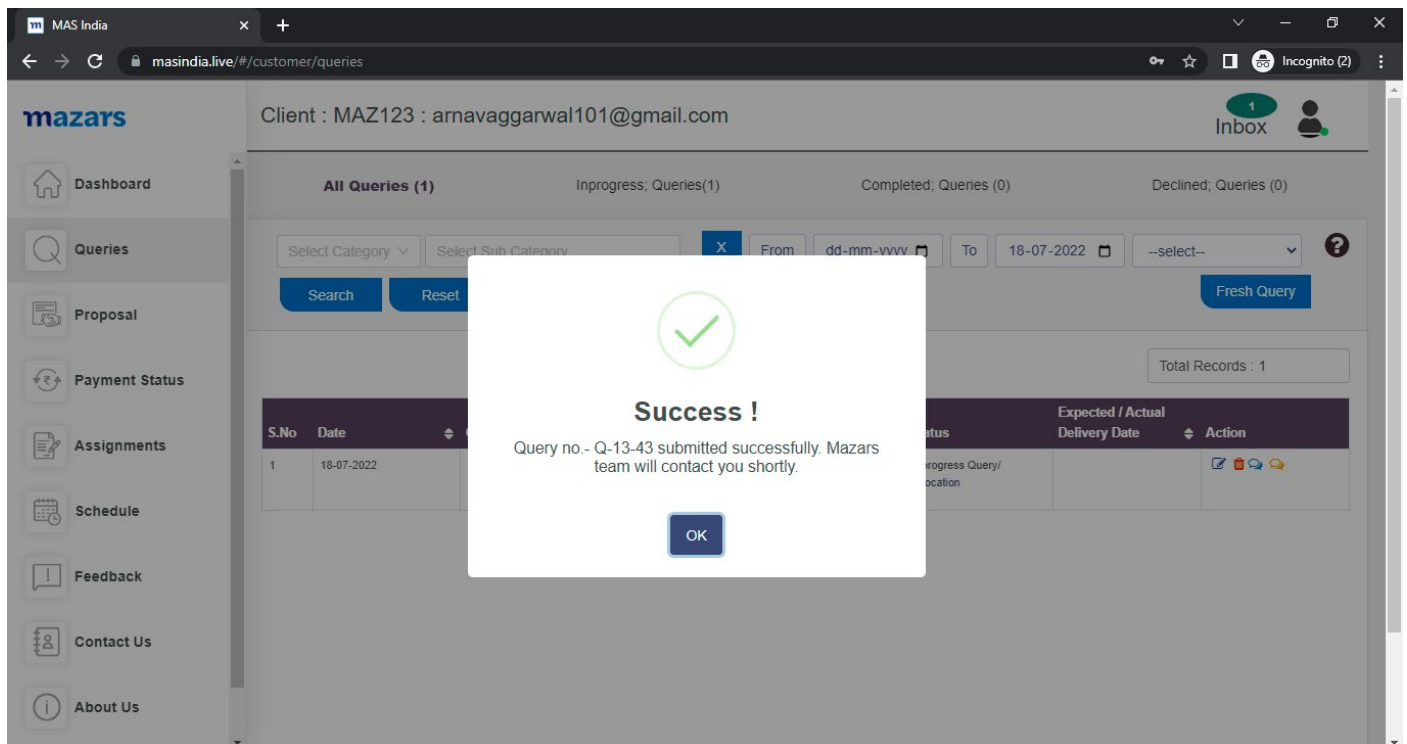 MAS India
masindia.live/#/customer/queries
Incognito (2)
mazars
Client : MAZ123 : arnavaggarwal101@gmail.com
1
Inbox
Dashboard
Queries
Proposal
Payment Status
Assignments
Schedule
Feedback
Contact Us
About Us
All Queries (1) Inprogress; Queries(1) Completed; Queries (0) Declined; Queries (0)
Select Category Select Sub Category X From dd-mm-yyyy To 18-07-2022 --select--
Search Reset Fresh Query
Total Records : 1
Expected / Actual
S.No Date Delivery Date Action
1 18-07-2022
Success !
Query no.- Q-13-43 submitted successfully. Mazars
team will contact you shortly.
OK